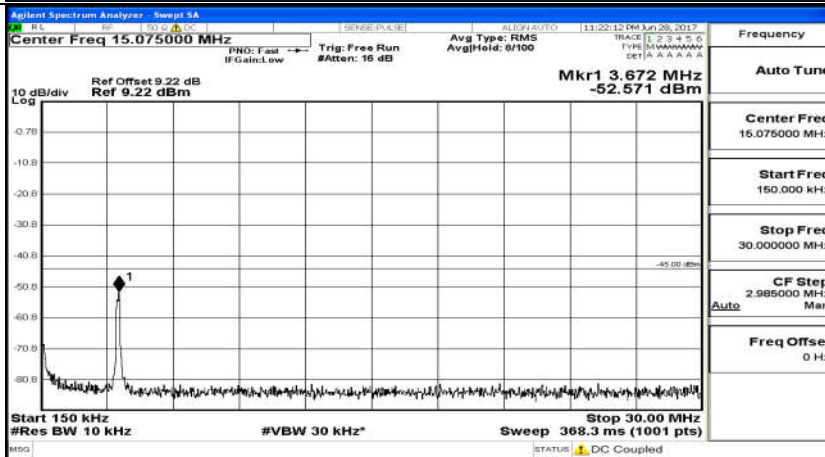 Agilent Spectrum Analyzer - Swept SA
RL RF 50 Ω DC SENSE:PULSE ALIGN AUTO 11:22:12 PM Jun 28, 2017
Center Freq 15.075000 MHz
PNO: Fast
IFGain:Low
Trig: Free Run
#Atten: 16 dB
Avg Type: RMS
Avg|Hold: 8/100
TRACE 1 2 3 4 5 6
TYPE M WWWWW
DET A A A A A A
Ref Offset 9.22 dB
Ref 9.22 dBm
10 dB/div
Log
Mkr1 3.672 MHz
-52.571 dBm
-0.78
-10.8
-20.8
-30.8
-40.8
-50.8
-60.8
-70.8
-80.8
-45.00 dBm
1
Start 150 kHz
#Res BW 10 kHz
#VBW 30 kHz*
Stop 30.00 MHz
Sweep 368.3 ms (1001 pts)
MSG
STATUS DC Coupled
Frequency
Auto Tune
Center Freq
15.075000 MHz
Start Freq
150.000 kHz
Stop Freq
30.000000 MHz
CF Step
2.985000 MHz
Auto Man
Freq Offset
0 Hz